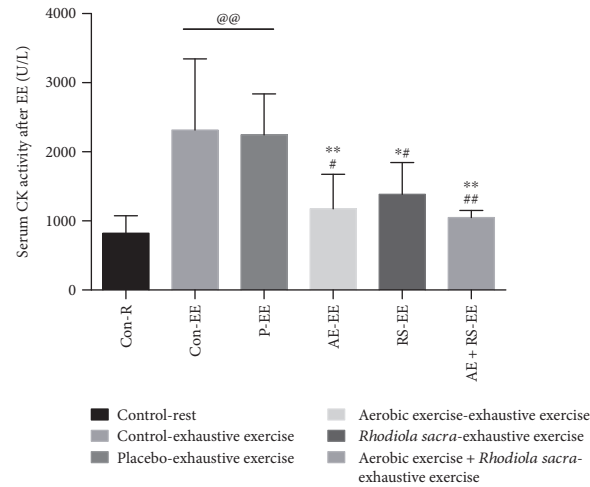 4000
3000
2000
1000
0
Serum CK activity after EE (U/L)
@@
**
#
*#
**
##
Con-R
Con-EE
P-EE
AE-EE
RS-EE
AE + RS-EE
Control-rest
Control-exhaustive exercise
Placebo-exhaustive exercise
Aerobic exercise-exhaustive exercise
Rhodiola sacra-exhaustive exercise
Aerobic exercise + Rhodiola sacra-
exhaustive exercise